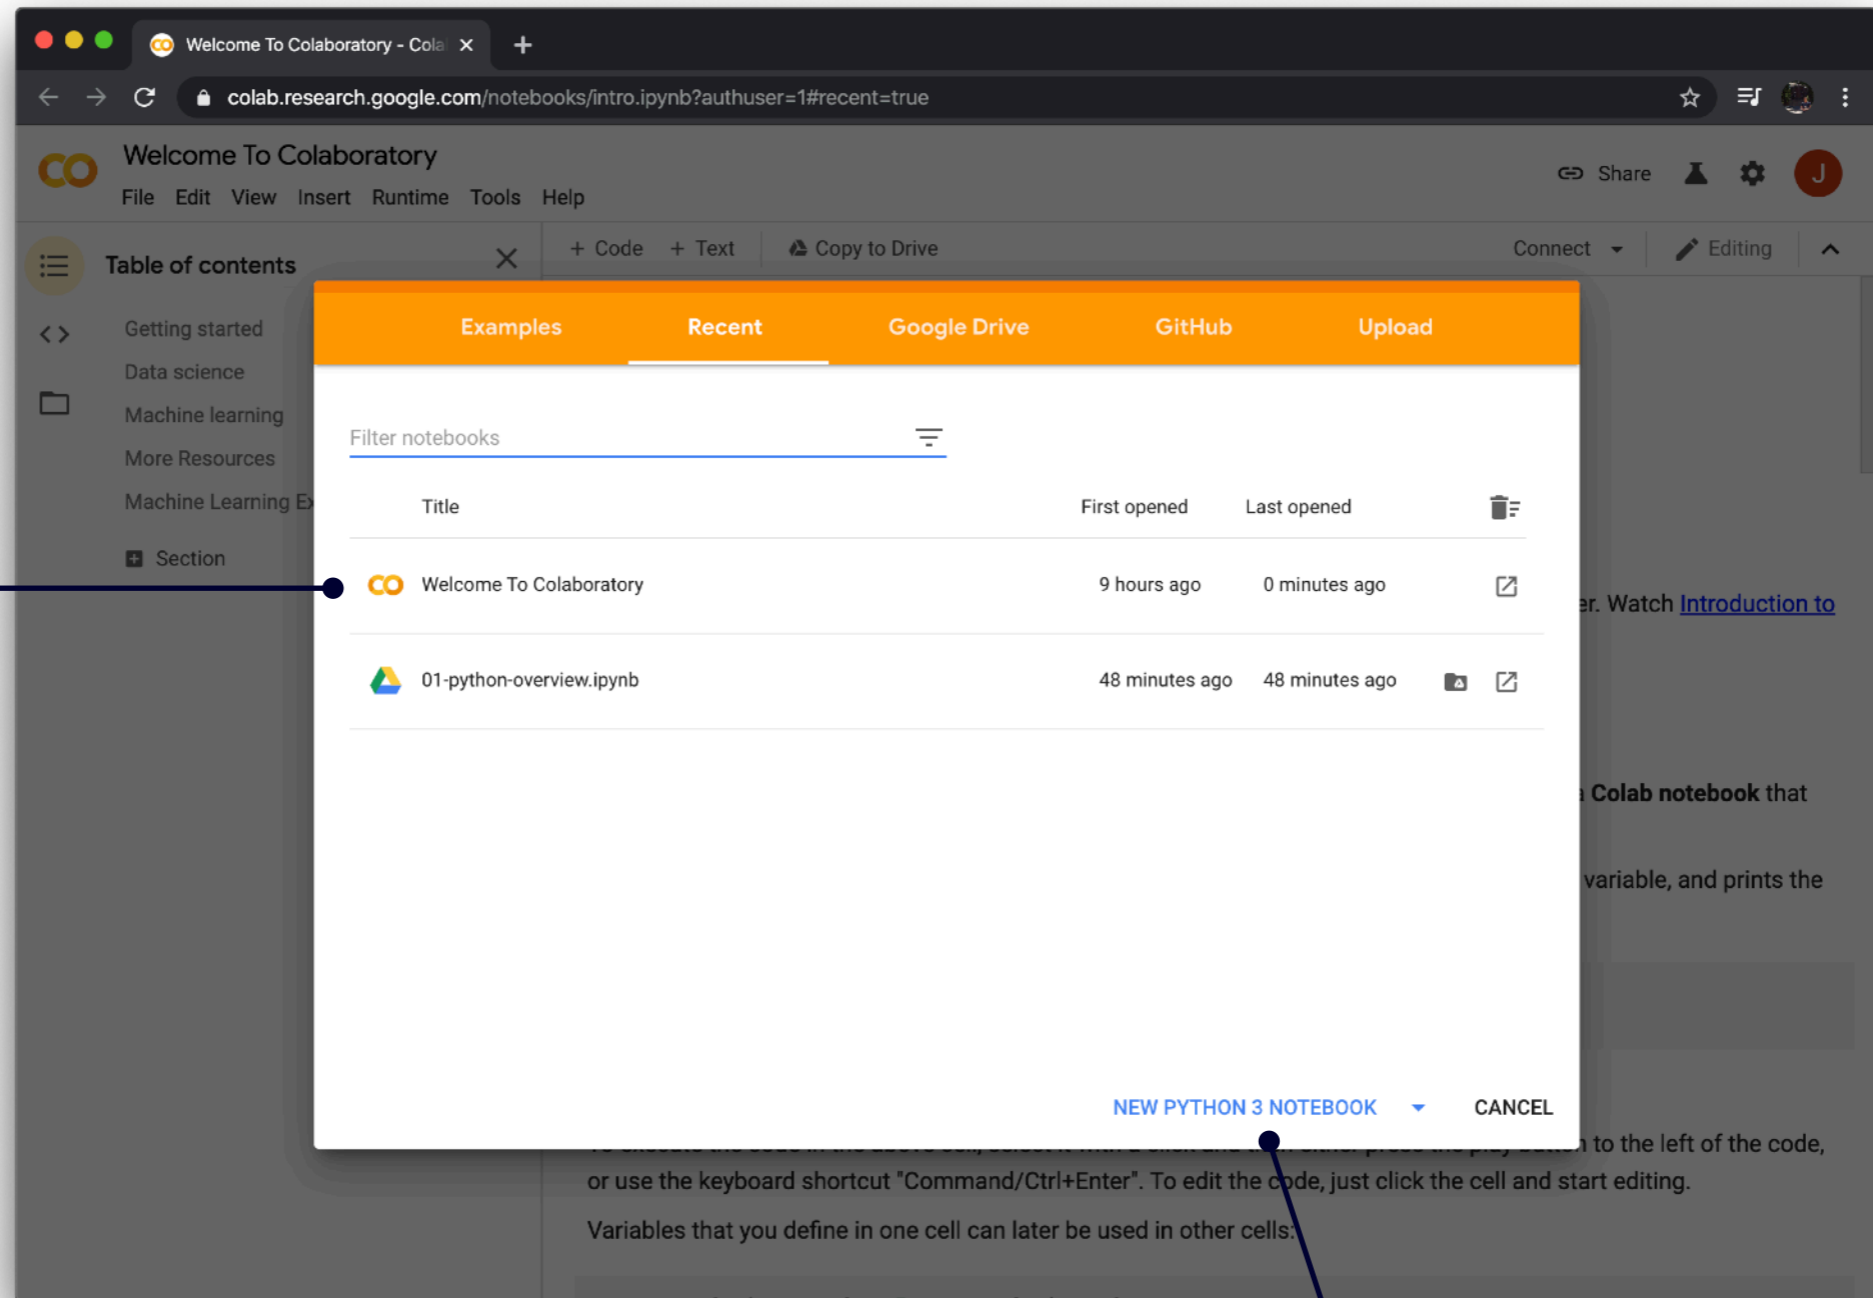 Welcome To Colaboratory - Cola
colab.research.google.com/notebooks/intro.ipynb?authuser=1#recent=true
Welcome To Colaboratory
File Edit View Insert Runtime Tools Help
Share
J
Table of contents
+ Code + Text Copy to Drive
Connect
Editing
Examples Recent Google Drive GitHub Upload
Getting started
Data science
Machine learning
More Resources
Machine Learning Ex
Section
Filter notebooks
Title First opened Last opened
Welcome To Colaboratory 9 hours ago 0 minutes ago
01-python-overview.ipynb 48 minutes ago 48 minutes ago
er. Watch Introduction to
Colab notebook that
variable, and prints the
NEW PYTHON 3 NOTEBOOK CANCEL
to the left of the code,
or use the keyboard shortcut "Command/Ctrl+Enter". To edit the code, just click the cell and start editing.
Variables that you define in one cell can later be used in other cells: